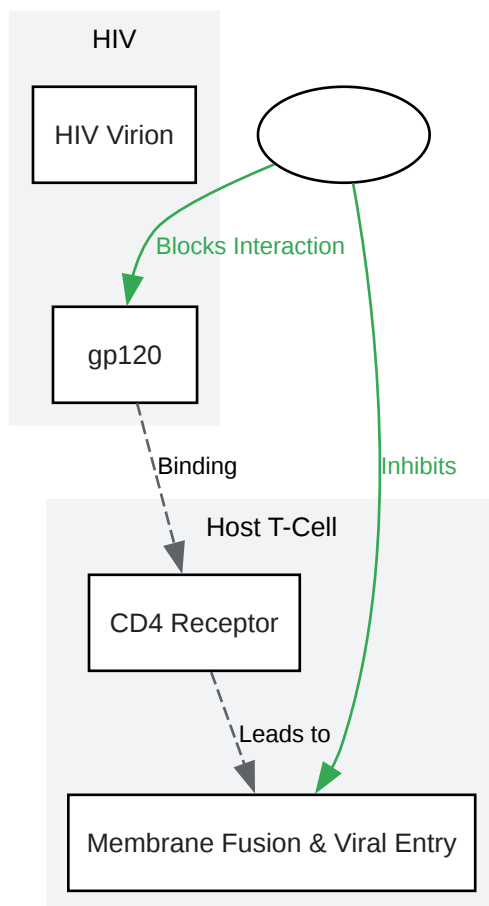 HIV
HIV Virion
Blocks Interaction
gp120
Binding
Inhibits
Host T-Cell
CD4 Receptor
Leads to
Membrane Fusion & Viral Entry